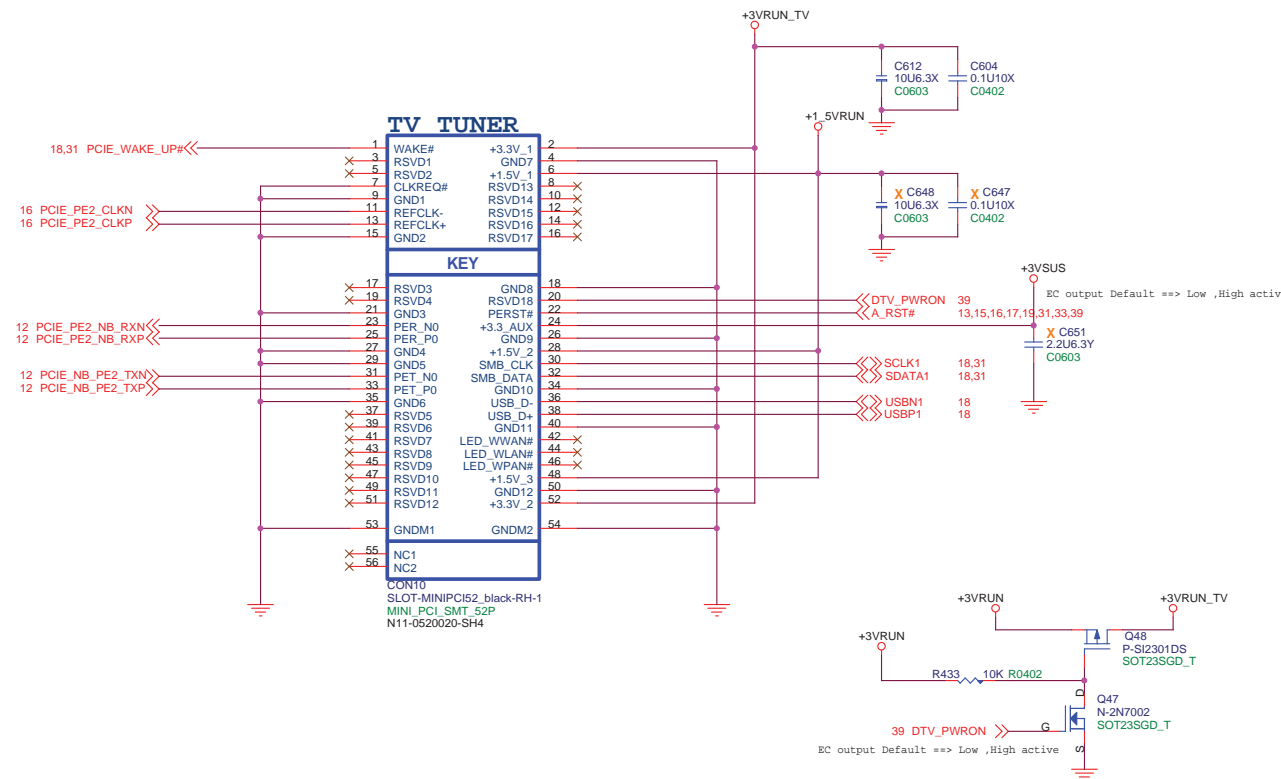 +3VRUN_TV
C612
10U6.3X
C0603
C604
0.1U10X
C0402
+1_5VRUN
X C648
10U6.3X
C0603
X C647
0.1U10X
C0402
+3VSUS
EC output Default ==> Low ,High activ
X C651
2.2U6.3Y
C0603
TV TUNER
18,31 PCIE_WAKE_UP# 1 WAKE# +3.3V_1 2
3 RSVD1 GND7 4
5 RSVD2 +1.5V_1 6
7 CLKREQ# RSVD13 8
9 GND1 RSVD14 10
16 PCIE_PE2_CLKN 11 REFCLK- RSVD15 12
16 PCIE_PE2_CLKP 13 REFCLK+ RSVD16 14
15 GND2 RSVD17 16
KEY
17 RSVD3 GND8 18
19 RSVD4 RSVD18 20 DTV_PWRON 39
21 GND3 PERST# 22 A_RST# 13,15,16,17,19,31,33,39
12 PCIE_PE2_NB_RXN 23 PER_N0 +3.3_AUX 24
12 PCIE_PE2_NB_RXP 25 PER_P0 GND9 26
27 GND4 +1.5V_2 28
29 GND5 SMB_CLK 30 SCLK1 18,31
12 PCIE_NB_PE2_TXN 31 PET_N0 SMB_DATA 32 SDATA1 18,31
12 PCIE_NB_PE2_TXP 33 PET_P0 GND10 34
35 GND6 USB_D- 36 USBN1 18
37 RSVD5 USB_D+ 38 USBP1 18
39 RSVD6 GND11 40
41 RSVD7 LED_WWAN# 42
43 RSVD8 LED_WLAN# 44
45 RSVD9 LED_WPAN# 46
47 RSVD10 +1.5V_3 48
49 RSVD11 GND12 50
51 RSVD12 +3.3V_2 52
53 GNDM1 GNDM2 54
55 NC1
56 NC2
CON10
SLOT-MINIPCI52_black-RH-1
MINI_PCI_SMT_52P
N11-0520020-SH4
+3VRUN
+3VRUN_TV
+3VRUN
Q48
P-SI2301DS
SOT23SGD_T
R433 10K R0402
D
Q47
N-2N7002
SOT23SGD_T
39 DTV_PWRON G
S
EC output Default ==> Low ,High active